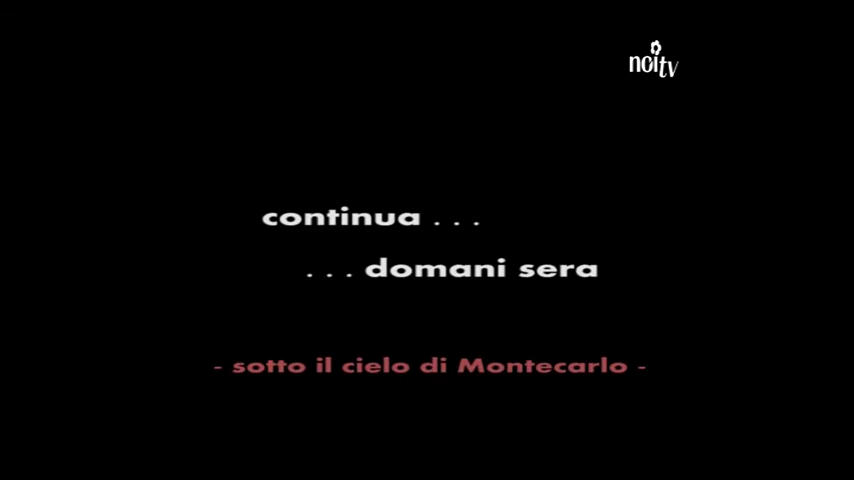 noitv
continua . . .
. . . domani sera
- sotto il cielo di Montecarlo -